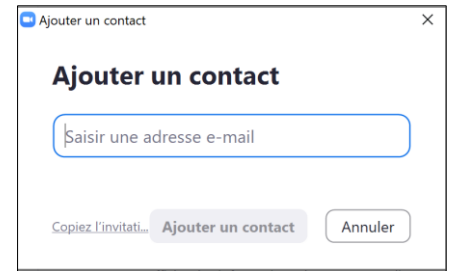 Ajouter un contact
Ajouter un contact
Saisir une adresse e-mail
Copiez l'invitati... Ajouter un contact Annuler